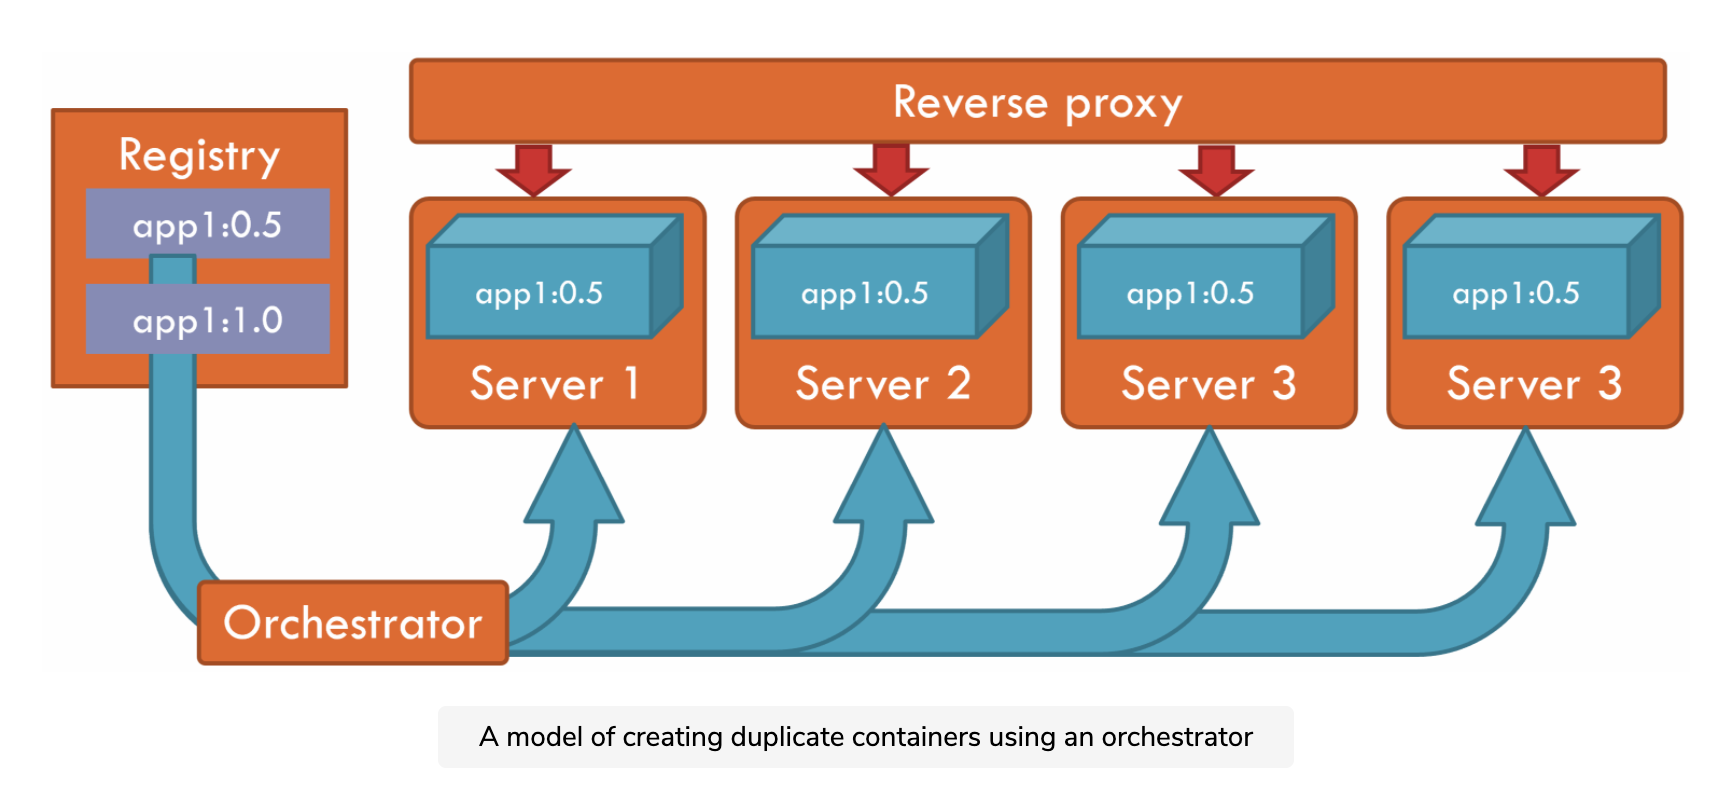 Reverse proxy
Registry
app1:0.5
app1:1.0
app1:0.5
Server 1
app1:0.5
Server 2
app1:0.5
Server 3
app1:0.5
Server 3
Orchestrator
A model of creating duplicate containers using an orchestrator